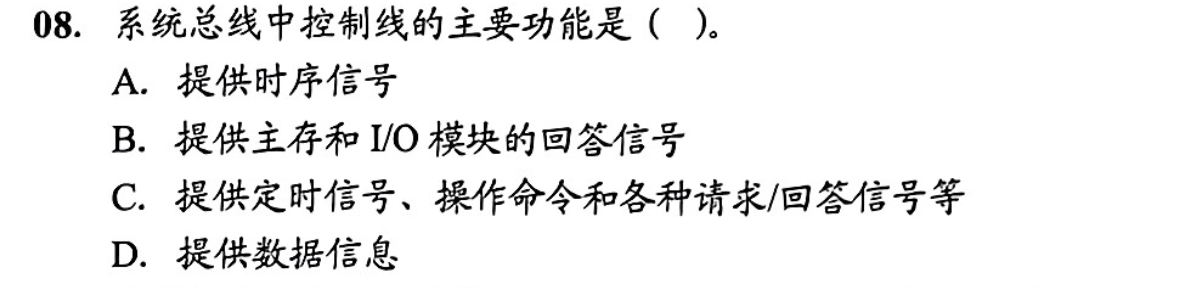 08. 系统总线中控制线的主要功能是（ ）。
A. 提供时序信号
B. 提供主存和 I/O 模块的回答信号
C. 提供定时信号、操作命令和各种请求/回答信号等
D. 提供数据信息